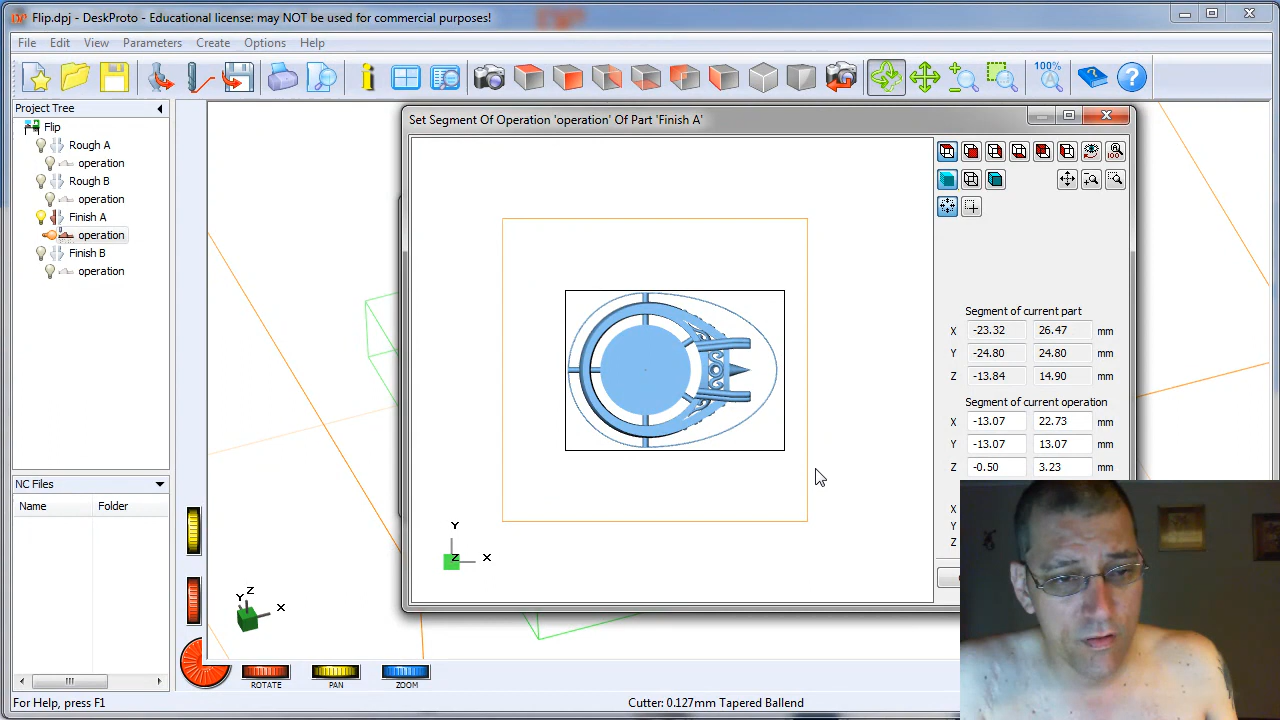 Flip.dpj - DeskProto - Educational license: may NOT be used for commercial purposes!
File Edit View Parameters Create Options Help
100%
Project Tree
Flip
Rough A
operation
Rough B
operation
Finish A
operation
Finish B
operation
NC Files
Name Folder
Set Segment Of Operation 'operation' Of Part 'Finish A'
100
Segment of current part
X -23.32 26.47 mm
Y -24.80 24.80 mm
Z -13.84 14.90 mm
Segment of current operation
X -13.07 22.73 mm
Y -13.07 13.07 mm
Z -0.50 3.23 mm
X
Y
Z
Y
Z X
Y Z X
ROTATE PAN ZOOM
For Help, press F1
Cutter: 0.127mm Tapered Ballend